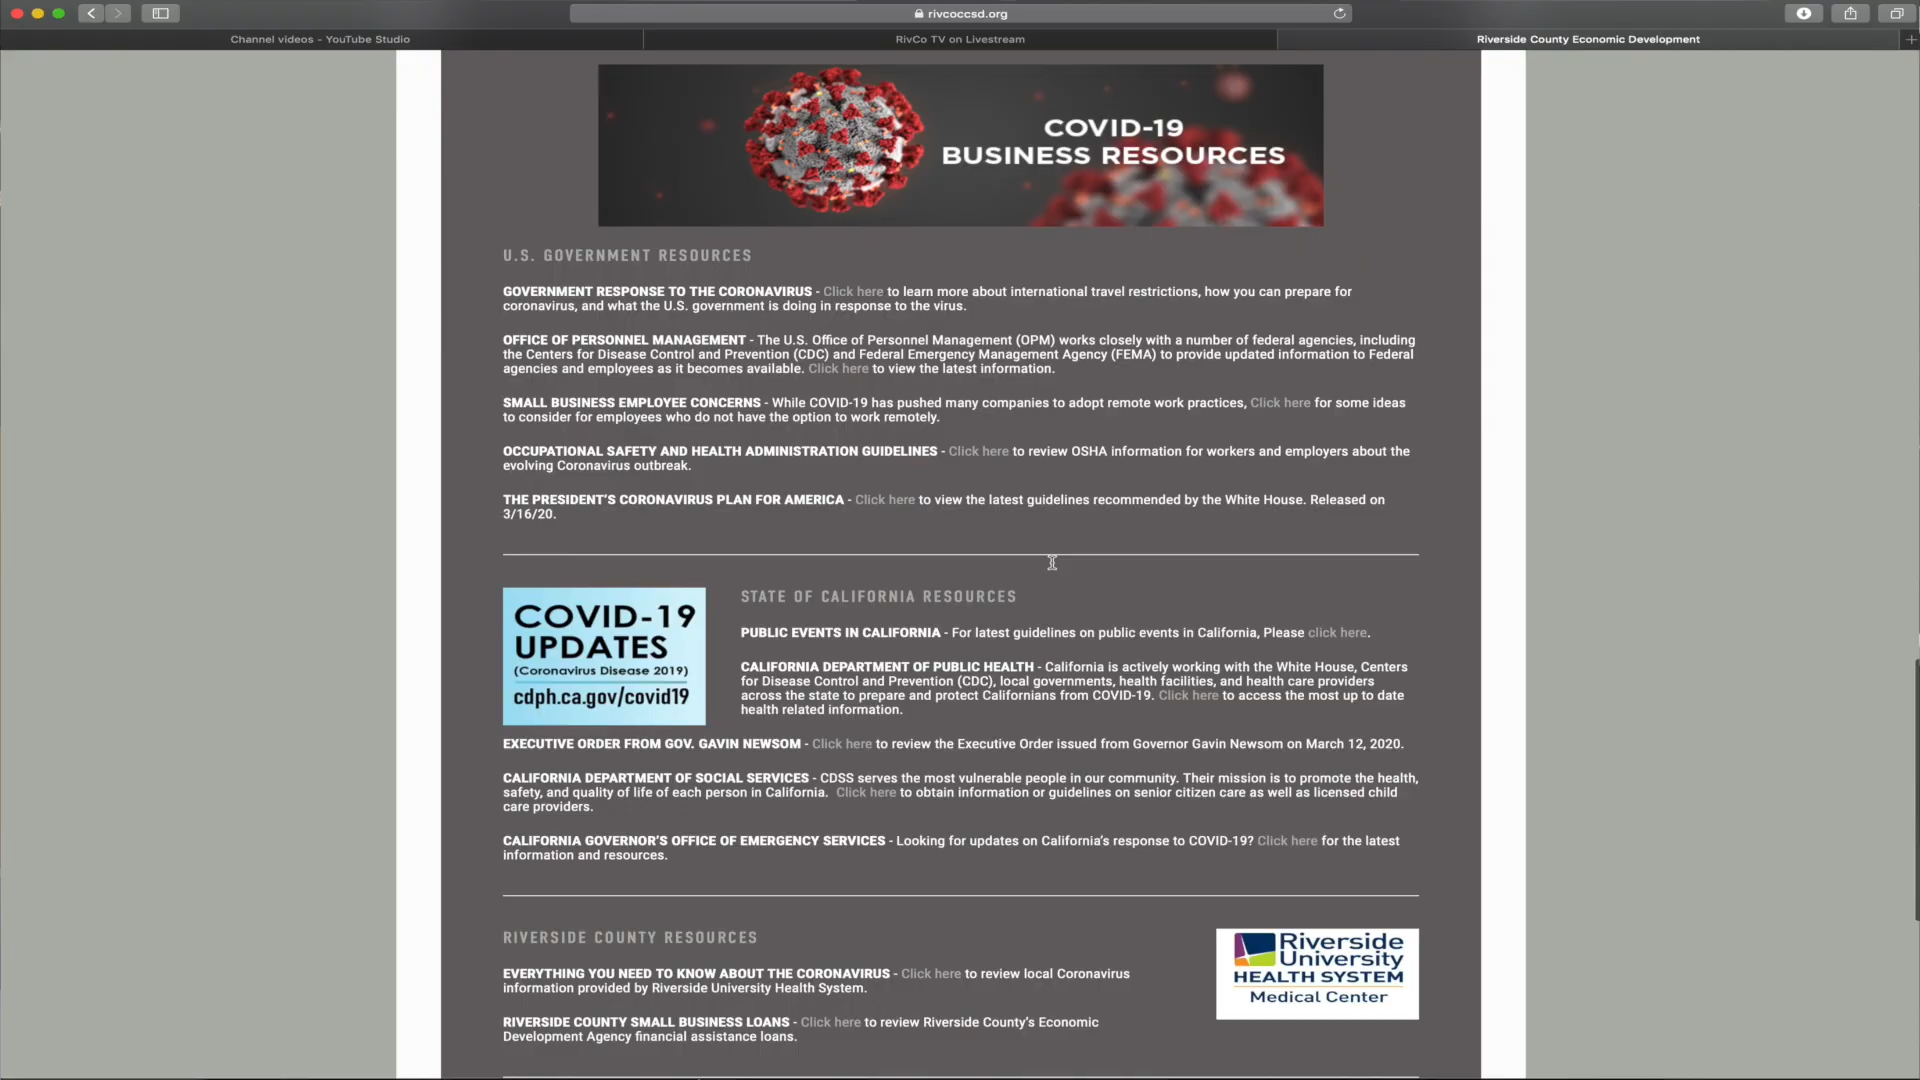 rivcoccsd.org
Channel videos - YouTube Studio
RivCo TV on Livestream
Riverside County Economic Development
COVID-19
BUSINESS RESOURCES
U.S. GOVERNMENT RESOURCES
GOVERNMENT RESPONSE TO THE CORONAVIRUS - Click here to learn more about international travel restrictions, how you can prepare for
coronavirus, and what the U.S. government is doing in response to the virus.
OFFICE OF PERSONNEL MANAGEMENT - The U.S. Office of Personnel Management (OPM) works closely with a number of federal agencies, including
the Centers for Disease Control and Prevention (CDC) and Federal Emergency Management Agency (FEMA) to provide updated information to Federal
agencies and employees as it becomes available. Click here to view the latest information.
SMALL BUSINESS EMPLOYEE CONCERNS - While COVID-19 has pushed many companies to adopt remote work practices, Click here for some ideas
to consider for employees who do not have the option to work remotely.
OCCUPATIONAL SAFETY AND HEALTH ADMINISTRATION GUIDELINES - Click here to review OSHA information for workers and employers about the
evolving Coronavirus outbreak.
THE PRESIDENT'S CORONAVIRUS PLAN FOR AMERICA - Click here to view the latest guidelines recommended by the White House. Released on
3/16/20.
COVID-19
UPDATES
(Coronavirus Disease 2019)
cdph.ca.gov/covid19
STATE OF CALIFORNIA RESOURCES
PUBLIC EVENTS IN CALIFORNIA - For latest guidelines on public events in California, Please click here.
CALIFORNIA DEPARTMENT OF PUBLIC HEALTH - California is actively working with the White House, Centers
for Disease Control and Prevention (CDC), local governments, health facilities, and health care providers
across the state to prepare and protect Californians from COVID-19. Click here to access the most up to date
health related information.
EXECUTIVE ORDER FROM GOV. GAVIN NEWSOM - Click here to review the Executive Order issued from Governor Gavin Newsom on March 12, 2020.
CALIFORNIA DEPARTMENT OF SOCIAL SERVICES - CDSS serves the most vulnerable people in our community. Their mission is to promote the health,
safety, and quality of life of each person in California. Click here to obtain information or guidelines on senior citizen care as well as licensed child
care providers.
CALIFORNIA GOVERNOR'S OFFICE OF EMERGENCY SERVICES - Looking for updates on California's response to COVID-19? Click here for the latest
information and resources.
RIVERSIDE COUNTY RESOURCES
EVERYTHING YOU NEED TO KNOW ABOUT THE CORONAVIRUS - Click here to review local Coronavirus
information provided by Riverside University Health System.
RIVERSIDE COUNTY SMALL BUSINESS LOANS - Click here to review Riverside County's Economic
Development Agency financial assistance loans.
Riverside
University
HEALTH SYSTEM
Medical Center